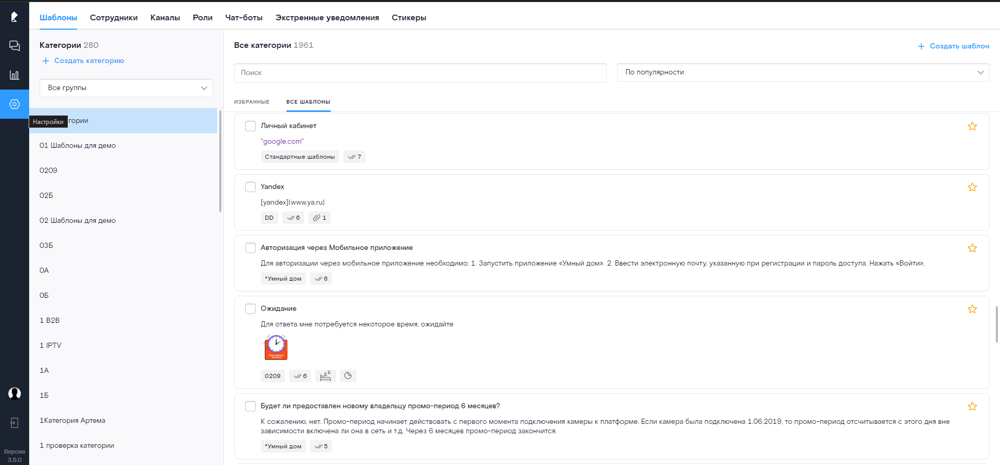 Шаблоны Сотрудники Каналы Роли Чат-боты Экстренные уведомления Стикеры
Категории 280
Создать категорию
Все группы
Настройки
гории
01 Шаблоны для демо
0209
02Б
02 Шаблоны для демо
03Б
0А
0Б
1 B2B
1 IPTV
1А
1Б
1Категория Артема
1 проверка категории
Версия
3.5.0
Все категории 1961
Создать шаблон
Поиск
По популярности
ИЗБРАННЫЕ ВСЕ ШАБЛОНЫ
Личный кабинет
"google.com"
Стандартные шаблоны 7
Yandex
[yandex](www.ya.ru)
DD 6 1
Авторизация через Мобильное приложение
Для авторизации через мобильное приложение необходимо: 1. Запустить приложение «Умный дом». 2. Ввести электронную почту, указанную при регистрации и пароль доступа. Нажать «Войти».
*Умный дом 6
Ожидание
Для ответа мне потребуется некоторое время, ожидайте
0209 6
Будет ли предоставлен новому владельцу промо-период 6 месяцев?
К сожалению, нет. Промо-период начинает действовать с первого момента подключения камеры к платформе. Если камера была подключена 1.06.2019, то промо-период отсчитывается с этого дня вне
зависимости включена ли она в сеть и т.д. Через 6 месяцев промо-период закончится.
*Умный дом 5